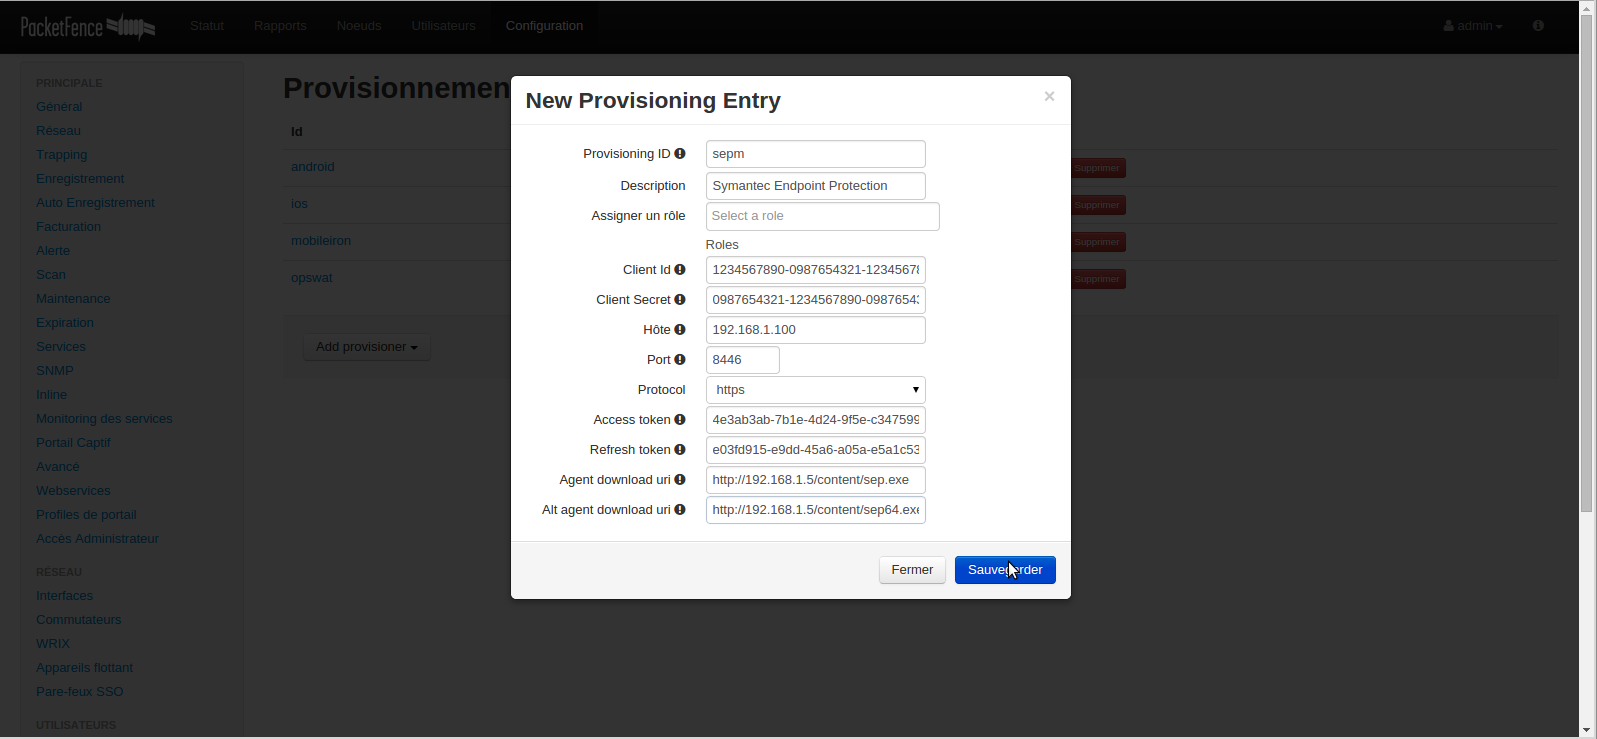 PacketFence
Statut Rapports Noeuds Utilisateurs Configuration admin
PRINCIPALE
Général
Réseau
Trapping
Enregistrement
Auto Enregistrement
Facturation
Alerte
Scan
Maintenance
Expiration
Services
SNMP
Inline
Monitoring des services
Portail Captif
Avancé
Webservices
Profiles de portail
Accès Administrateur
RÉSEAU
Interfaces
Commutateurs
WRIX
Appareils flottant
Pare-feux SSO
UTILISATEURS
Provisionnemen
Id
android Supprimer
ios Supprimer
mobileiron Supprimer
opswat Supprimer
Add provisioner
New Provisioning Entry ×
Provisioning ID sepm
Description Symantec Endpoint Protection
Assigner un rôle Select a role
Roles
Client Id 1234567890-0987654321-12345678
Client Secret 0987654321-1234567890-09876543
Hôte 192.168.1.100
Port 8446
Protocol https
Access token 4e3ab3ab-7b1e-4d24-9f5e-c347599
Refresh token e03fd915-e9dd-45a6-a05a-e5a1c53
Agent download uri http://192.168.1.5/content/sep.exe
Alt agent download uri http://192.168.1.5/content/sep64.exe
Fermer Sauvegarder